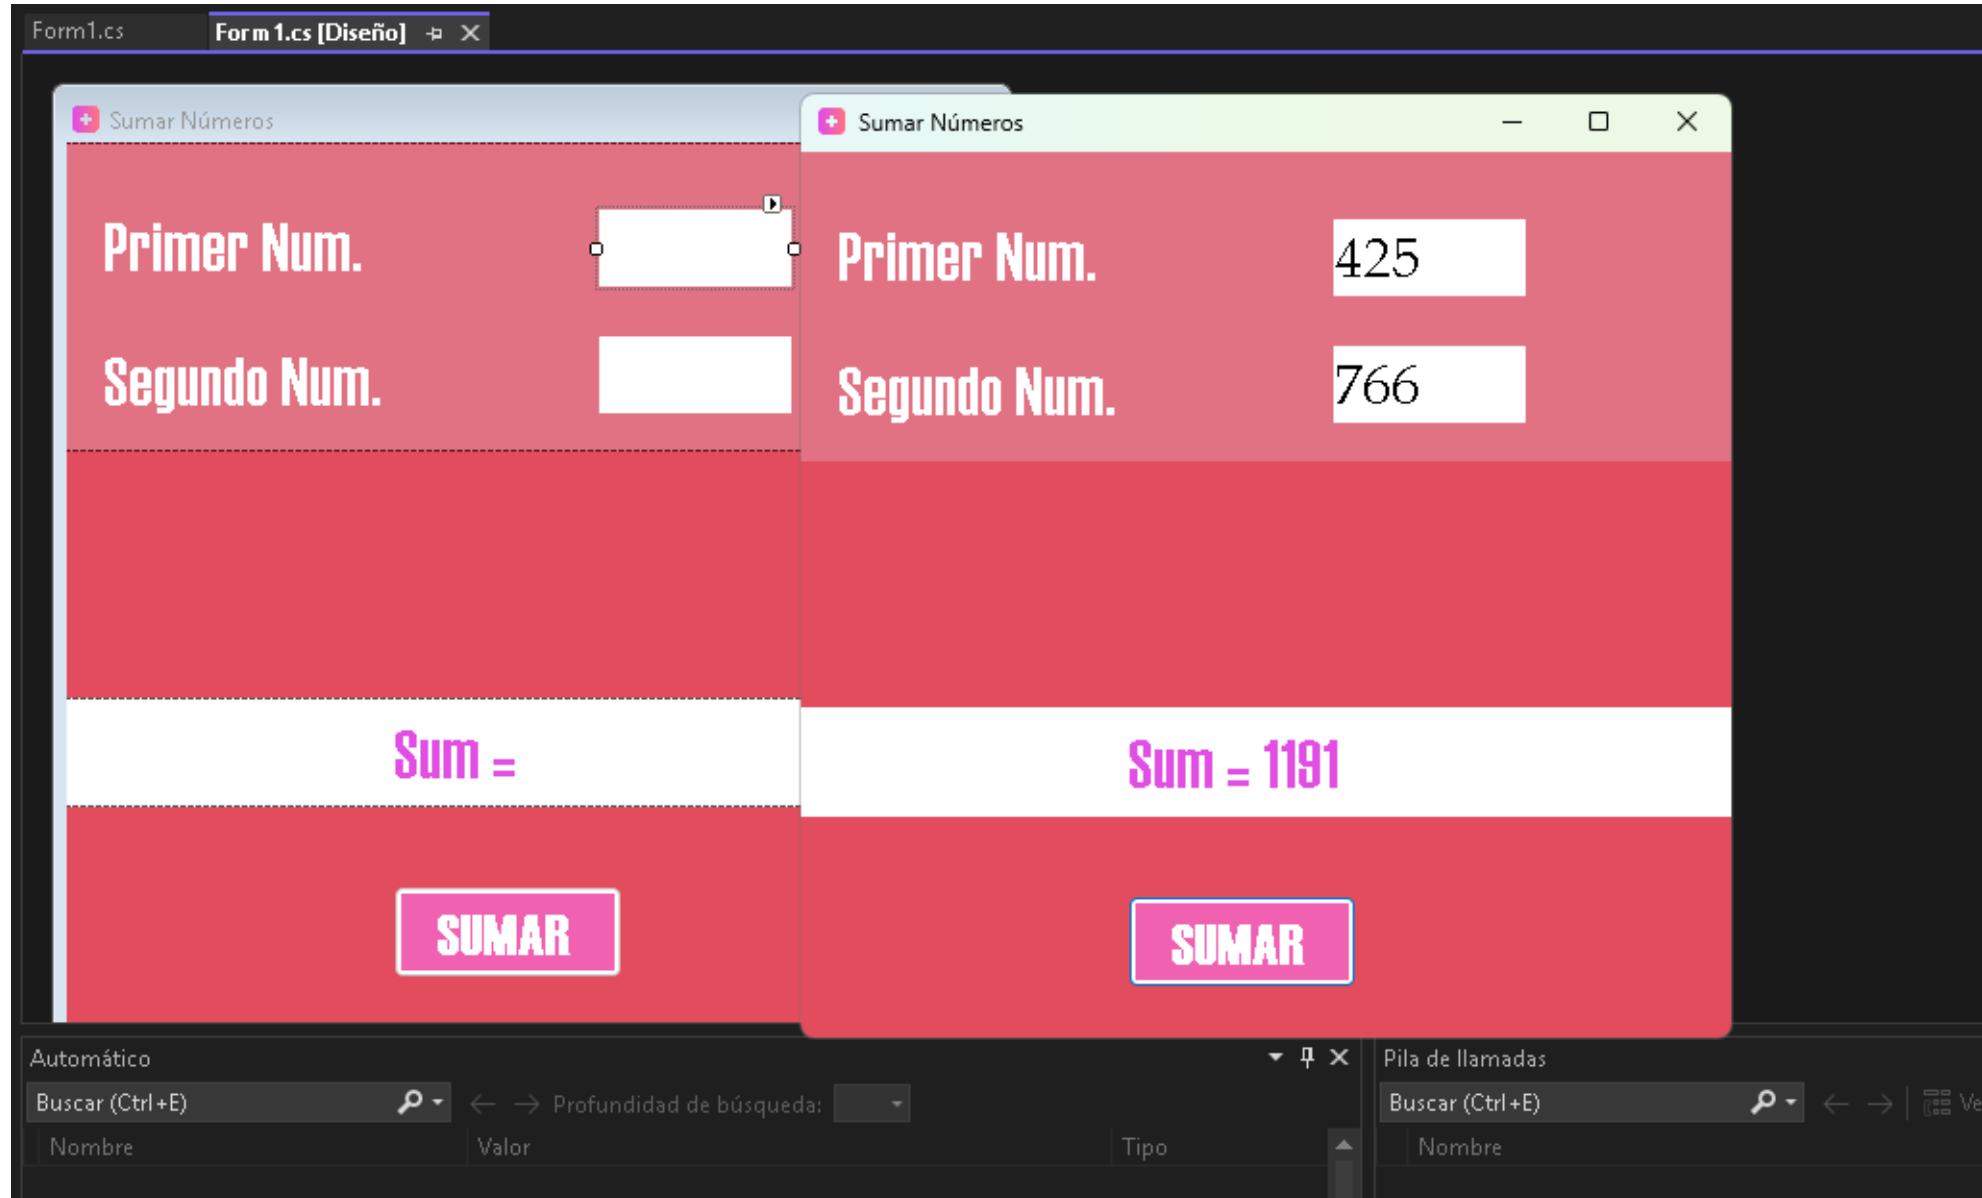 Form1.cs
Form1.cs [Diseño]
Sumar Números
Primer Num.
Segundo Num.
Sum =
SUMAR
Sumar Números
Primer Num.
425
Segundo Num.
766
Sum = 1191
SUMAR
Automático
Buscar (Ctrl+E)
Profundidad de búsqueda:
Nombre
Valor
Tipo
Pila de llamadas
Buscar (Ctrl+E)
Ve
Nombre